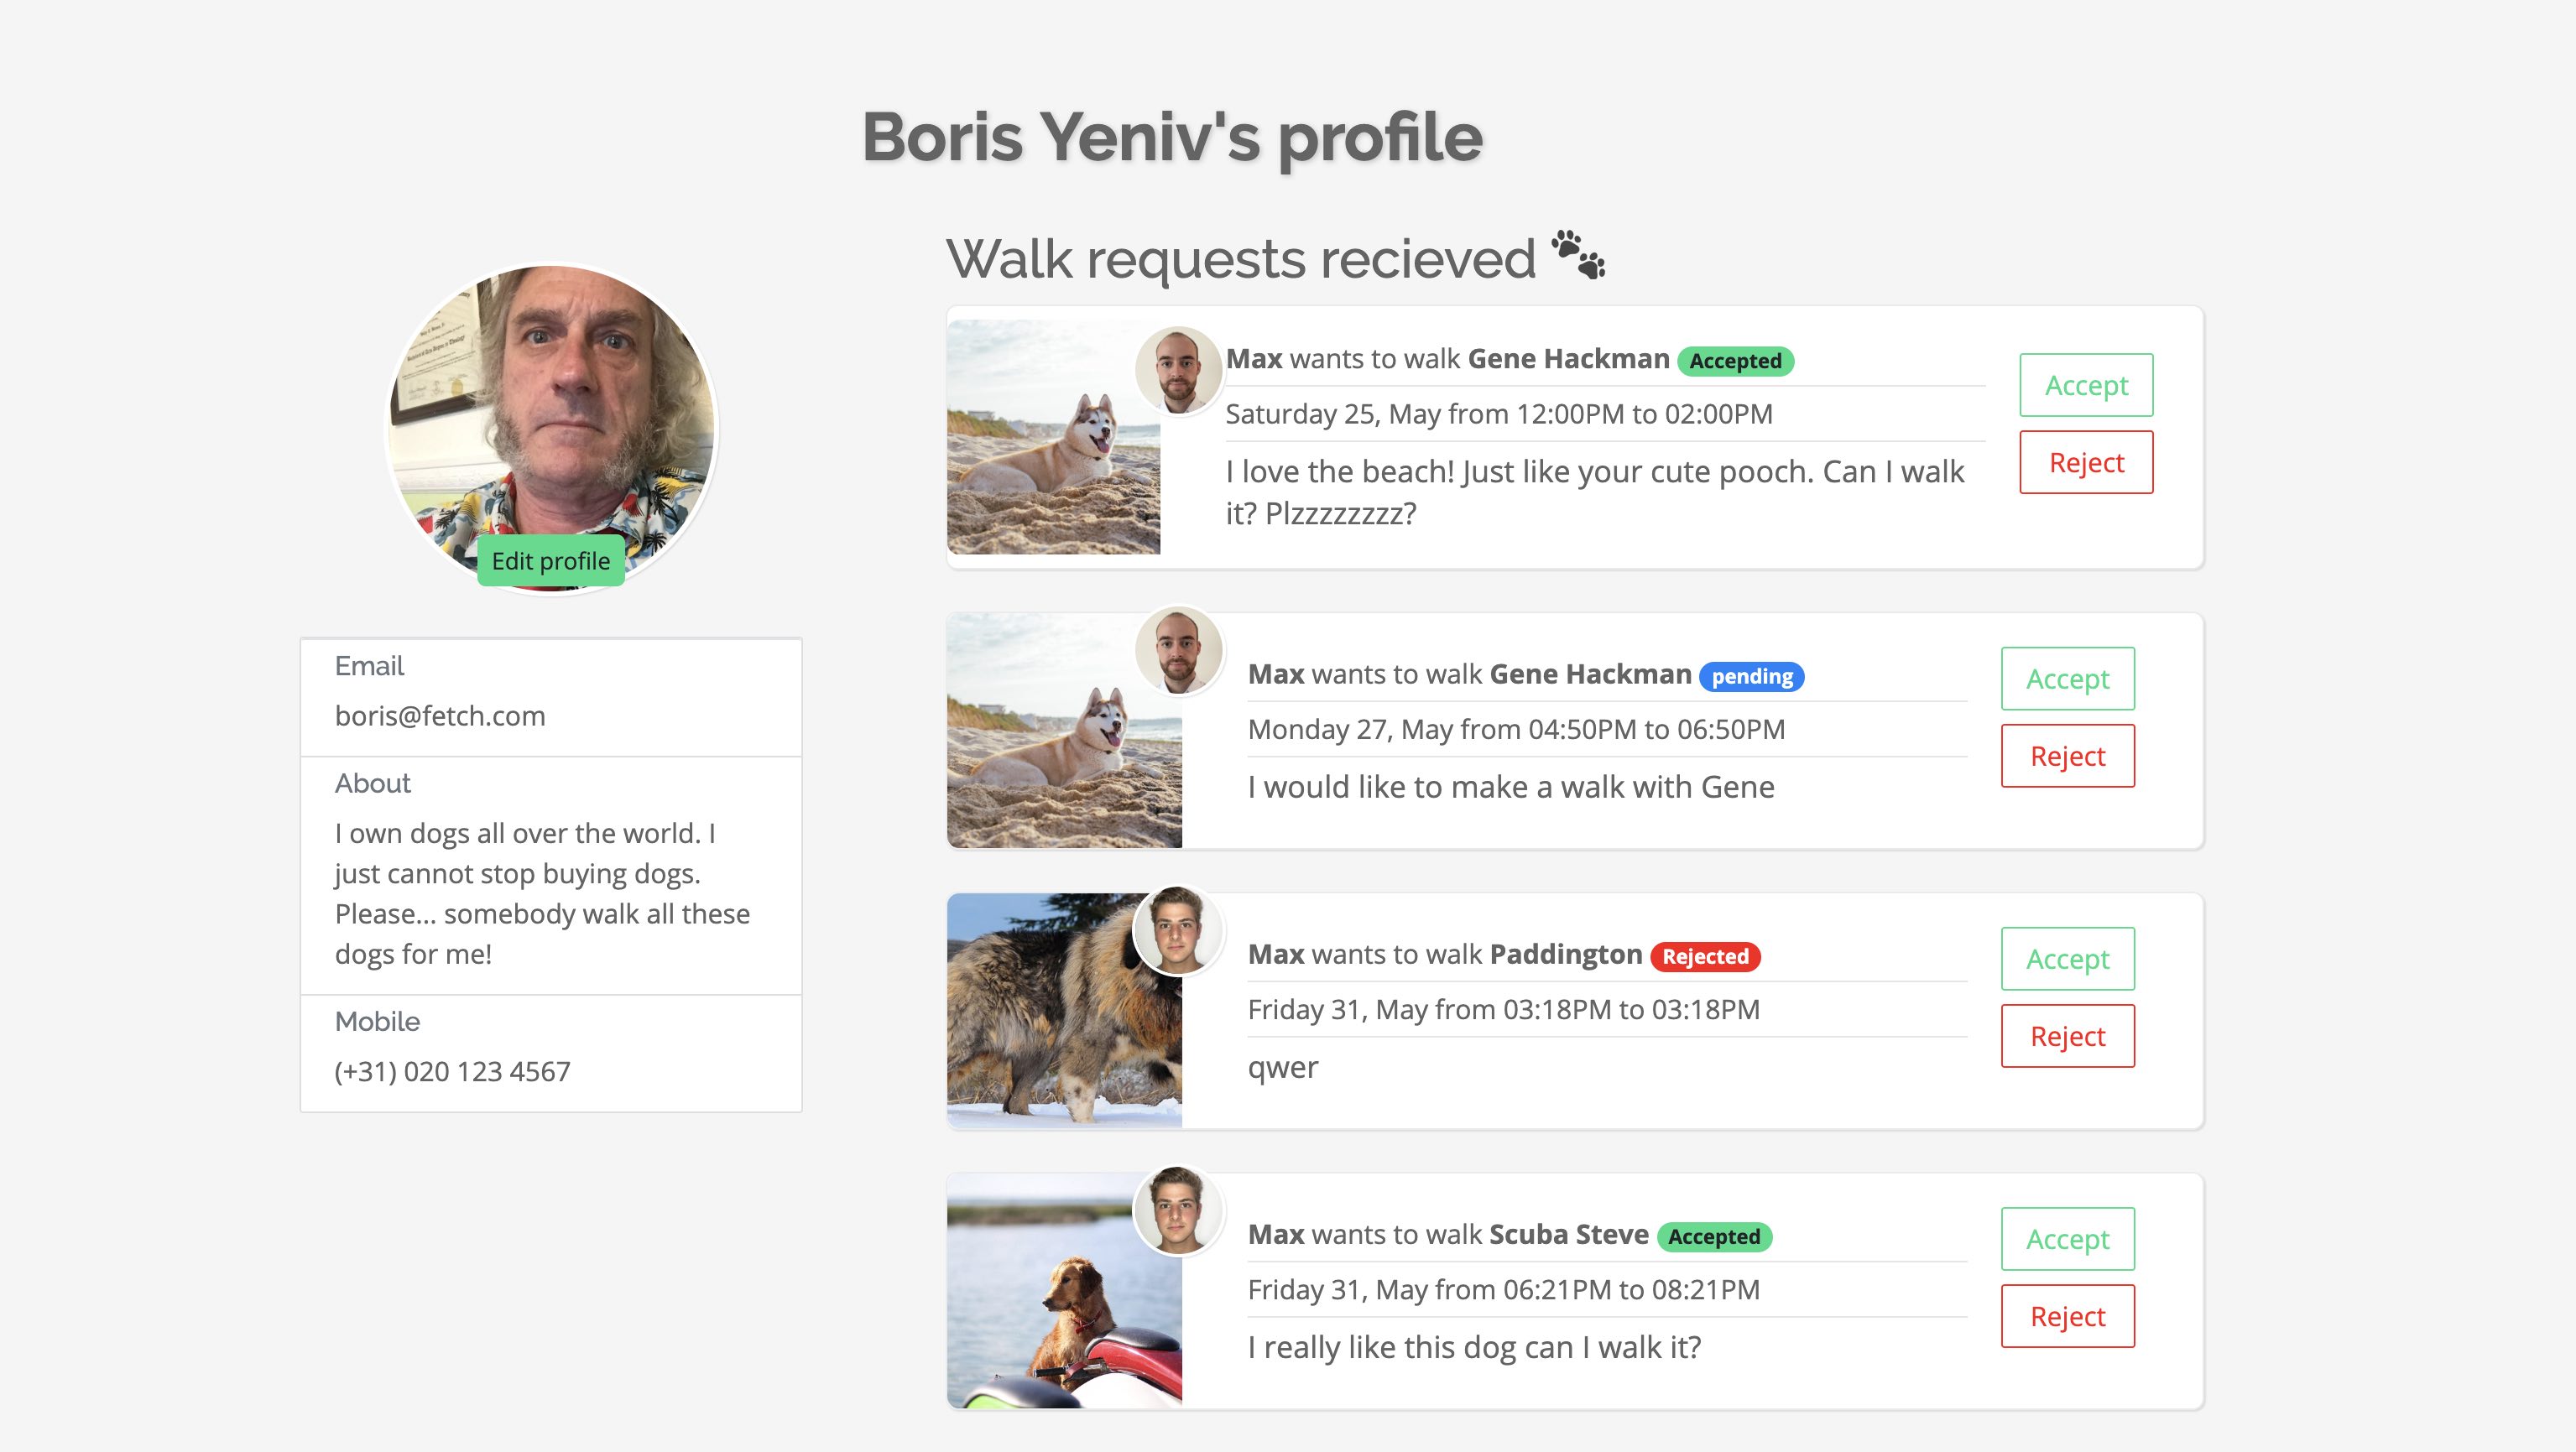 Boris Yeniv's profile
Edit profile
Email
boris@fetch.com
About
I own dogs all over the world. I
just cannot stop buying dogs.
Please... somebody walk all these
dogs for me!
Mobile
(+31) 020 123 4567
Walk requests recieved
Max wants to walk Gene Hackman Accepted
Saturday 25, May from 12:00PM to 02:00PM
I love the beach! Just like your cute pooch. Can I walk
it? Plzzzzzzzz?
Accept
Reject
Max wants to walk Gene Hackman pending
Monday 27, May from 04:50PM to 06:50PM
I would like to make a walk with Gene
Accept
Reject
Max wants to walk Paddington Rejected
Friday 31, May from 03:18PM to 03:18PM
qwer
Accept
Reject
Max wants to walk Scuba Steve Accepted
Friday 31, May from 06:21PM to 08:21PM
I really like this dog can I walk it?
Accept
Reject